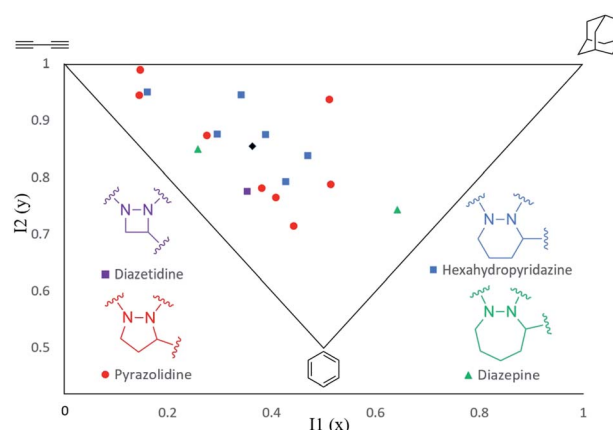 1
0.9
0.8
0.7
0.6
0.5
I2 (y)
N N
Diazetidine
N N
Pyrazolidine
N N
Hexahydropyridazine
N N
Diazepine
0 0.2 0.4 0.6 0.8 1
I1 (x)